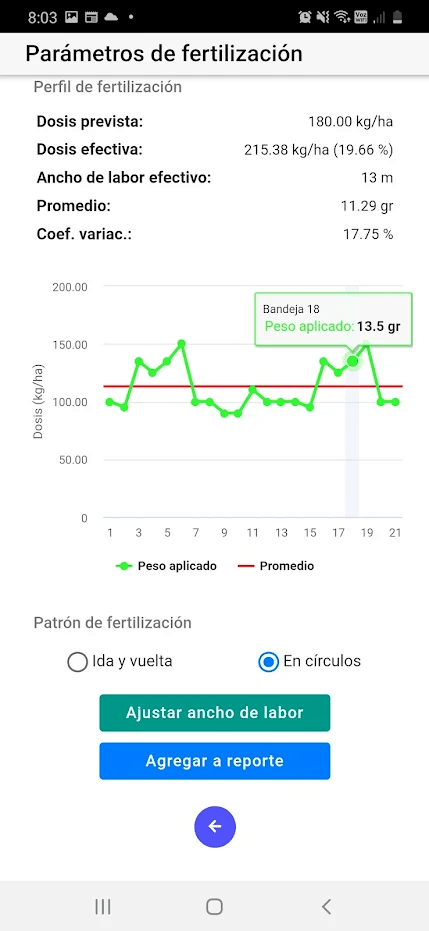 8:03
Voz
WiFi
Parámetros de fertilización
Perfil de fertilización
Dosis prevista: 180.00 kg/ha
Dosis efectiva: 215.38 kg/ha (19.66 %)
Ancho de labor efectivo: 13 m
Promedio: 11.29 gr
Coef. variac.: 17.75 %
200.00
Bandeja 18
Peso aplicado: 13.5 gr
150.00
Dosis (kg/ha)
100.00
50.00
0
1 3 5 7 9 11 13 15 17 19 21
Peso aplicado Promedio
Patrón de fertilización
Ida y vuelta En círculos
Ajustar ancho de labor
Agregar a reporte